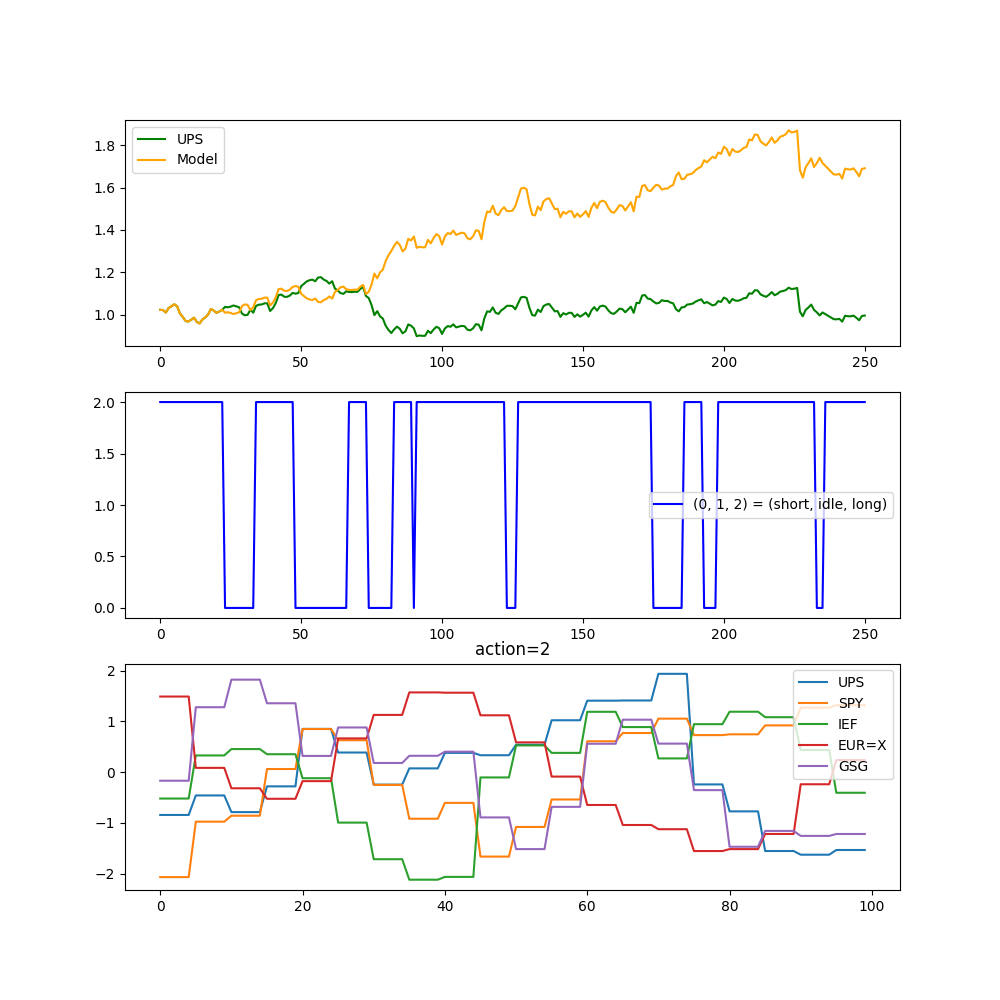 UPS
Model
1.8
1.6
1.4
1.2
1.0
0 50 100 150 200 250
2.0
1.5
1.0
0.5
0.0
(0, 1, 2) = (short, idle, long)
0 50 100 150 200 250
action=2
2
1
0
−1
−2
UPS
SPY
IEF
EUR=X
GSG
0 20 40 60 80 100